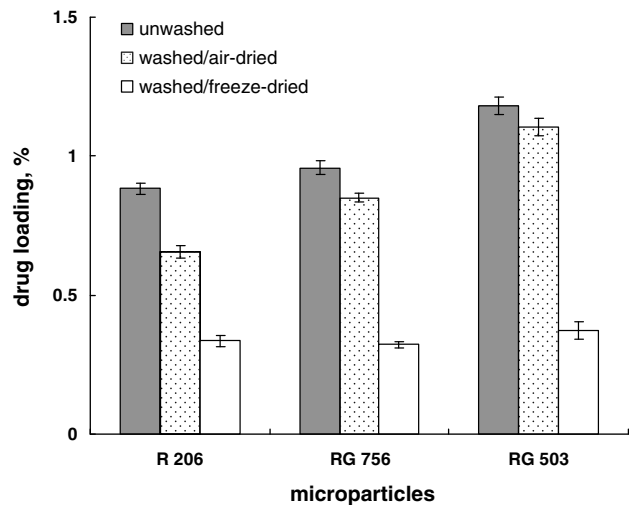 1.5
unwashed
washed/air-dried
washed/freeze-dried
1
drug loading, %
0.5
0
R 206 RG 756 RG 503
microparticles